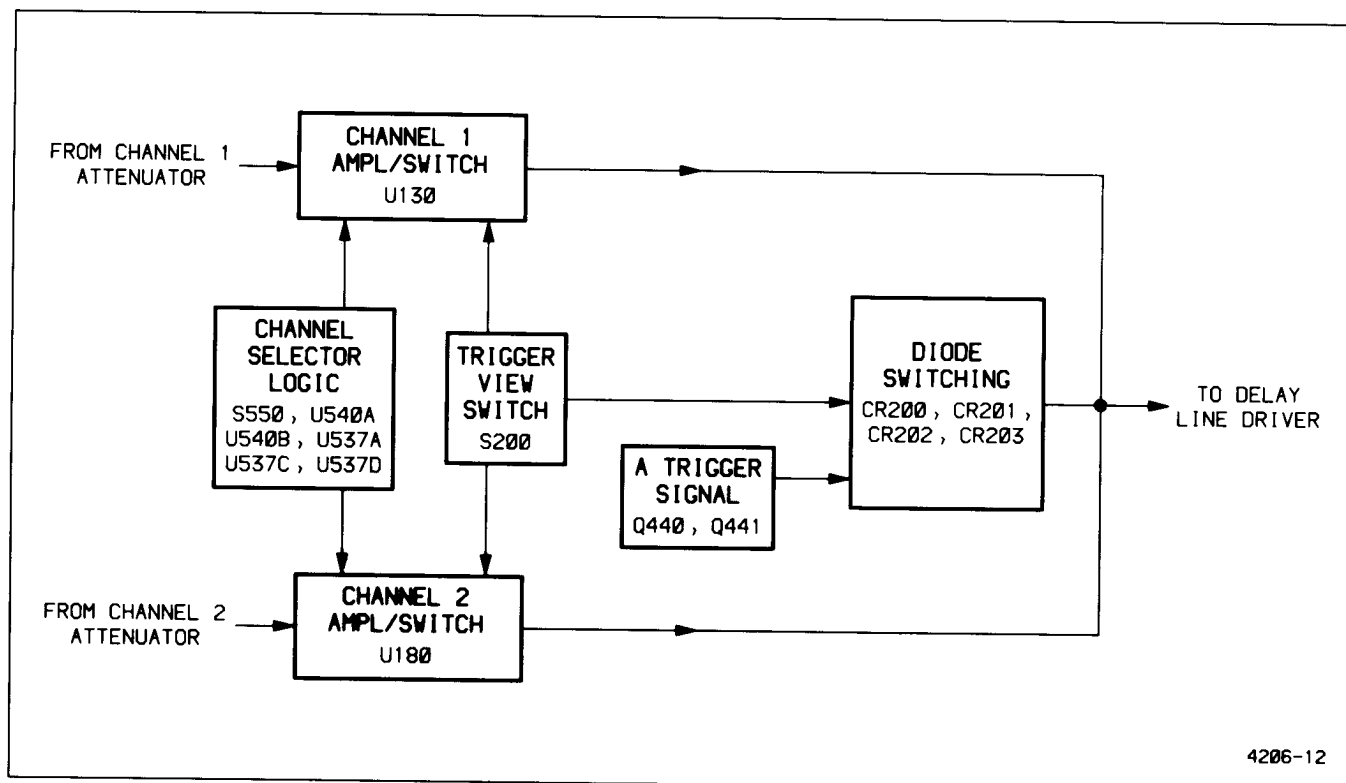 FROM CHANNEL 1
ATTENUATOR
CHANNEL 1
AMPL/SWITCH
U130
CHANNEL
SELECTOR
LOGIC
S550, U540A
U540B, U537A
U537C, U537D
TRIGGER
VIEW
SWITCH
S200
A TRIGGER
SIGNAL
Q440, Q441
DIODE
SWITCHING
CR200, CR201,
CR202, CR203
TO DELAY
LINE DRIVER
FROM CHANNEL 2
ATTENUATOR
CHANNEL 2
AMPL/SWITCH
U180
4206-12